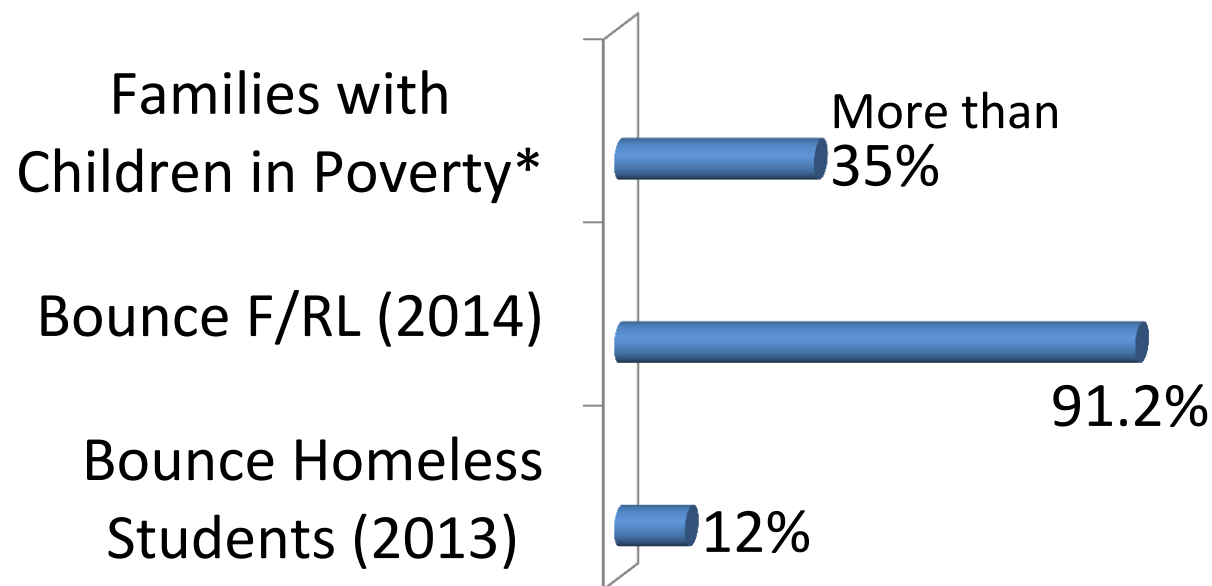 Families with
Children in Poverty*
More than
35%
Bounce F/RL (2014)
91.2%
Bounce Homeless
Students (2013)
12%